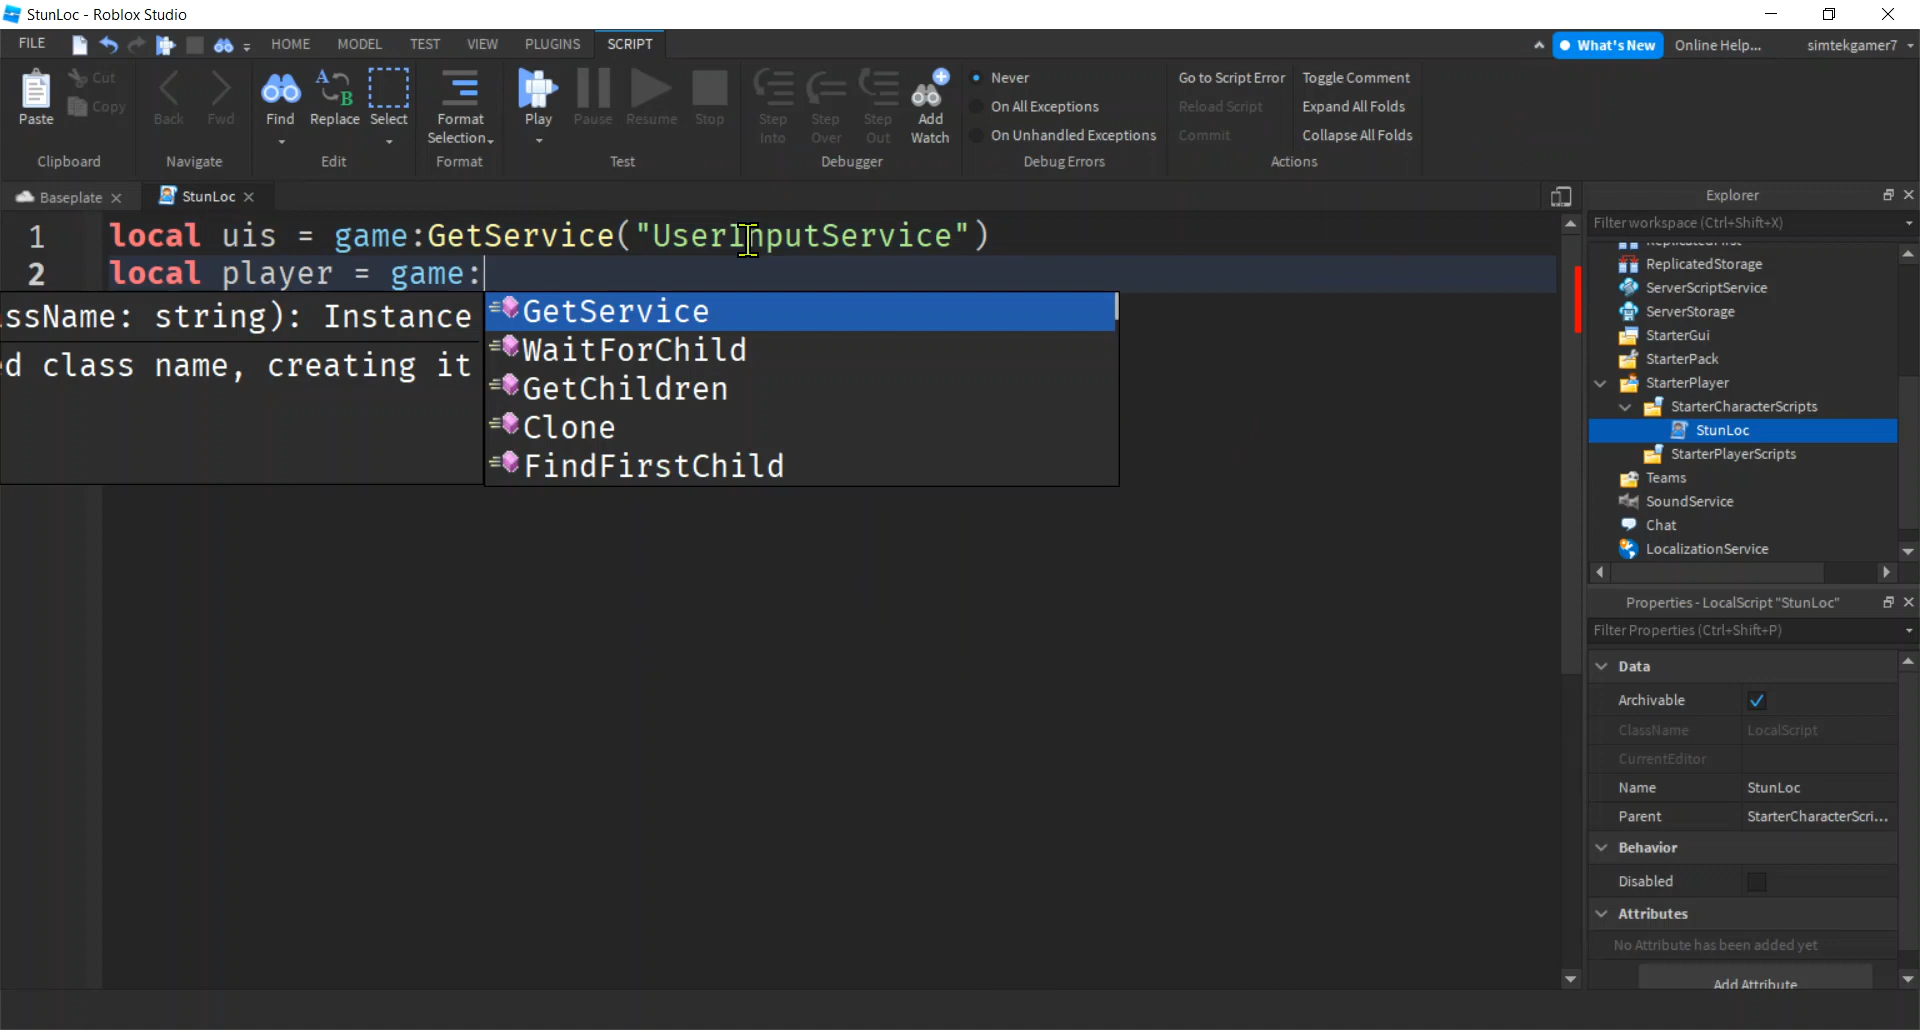 StunLoc - Roblox Studio
FILE HOME MODEL TEST VIEW PLUGINS SCRIPT What's New Online Help... simtekgamer7
Paste Cut Copy
Clipboard
Back Fwd
Navigate
Find Replace Select
Edit
Format Selection
Format
Play Pause Resume Stop
Test
Step Into Step Over Step Out Add Watch
Debugger
Never
On All Exceptions
On Unhandled Exceptions
Debug Errors
Go to Script Error Toggle Comment
Reload Script Expand All Folds
Commit Collapse All Folds
Actions
Baseplate StunLoc
1 local uis = game:GetService("UserInputService")
2 local player = game:
ssName: string): Instance
d class name, creating it
GetService
WaitForChild
GetChildren
Clone
FindFirstChild
Explorer
Filter workspace (Ctrl+Shift+X)
ReplicatedStorage
ServerScriptService
ServerStorage
StarterGui
StarterPack
StarterPlayer
StarterCharacterScripts
StunLoc
StarterPlayerScripts
Teams
SoundService
Chat
LocalizationService
Properties - LocalScript "StunLoc"
Filter Properties (Ctrl+Shift+P)
Data
Archivable
ClassName LocalScript
CurrentEditor
Name StunLoc
Parent StarterCharacterScri...
Behavior
Disabled
Attributes
No Attribute has been added yet
Add Attribute